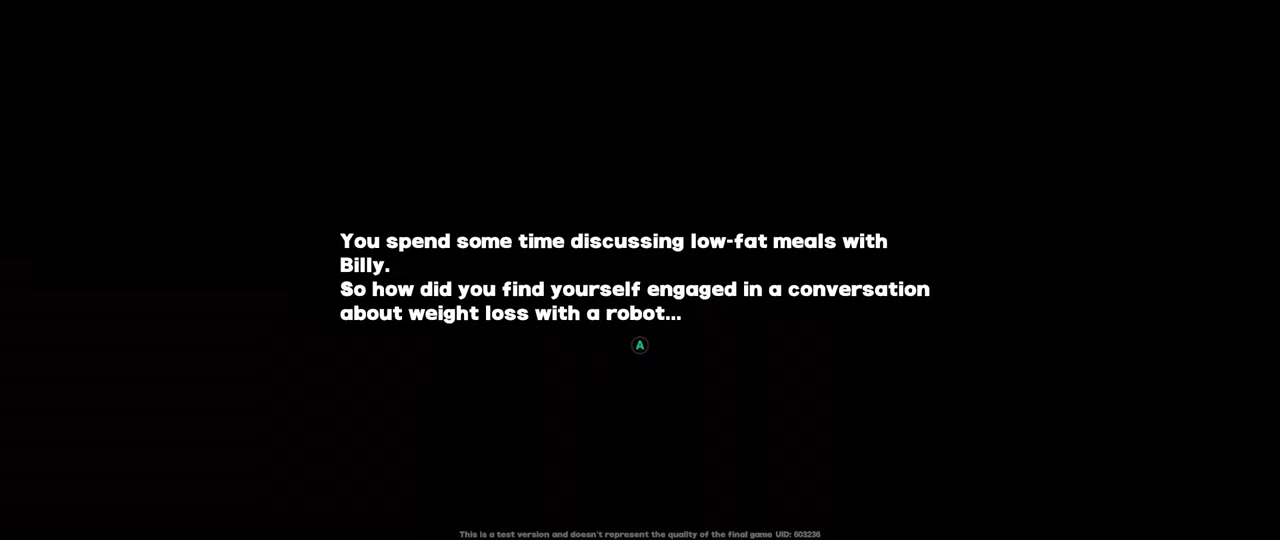 You spend some time discussing low-fat meals with
Billy.
So how did you find yourself engaged in a conversation
about weight loss with a robot...
A
This is a test version and doesn't represent the quality of the final game UID: 603236